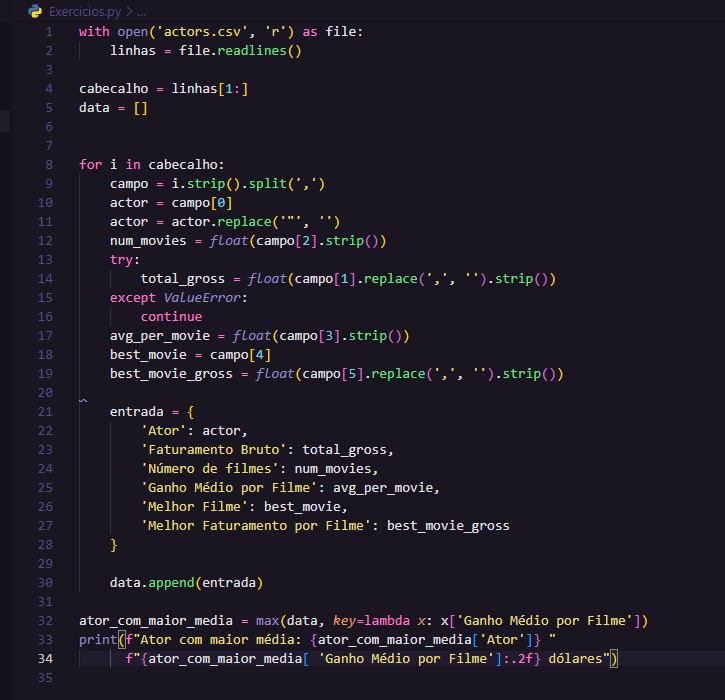 Exercicios.py > ...
1 with open('actors.csv', 'r') as file:
2     linhas = file.readlines()
3
4 cabecalho = linhas[1:]
5 data = []
6
7
8 for i in cabecalho:
9     campo = i.strip().split(',')
10     actor = campo[0]
11     actor = actor.replace('"', '')
12     num_movies = float(campo[2].strip())
13     try:
14         total_gross = float(campo[1].replace(',', '').strip())
15     except ValueError:
16         continue
17     avg_per_movie = float(campo[3].strip())
18     best_movie = campo[4]
19     best_movie_gross = float(campo[5].replace(',', '').strip())
20
21     entrada = {
22         'Ator': actor,
23         'Faturamento Bruto': total_gross,
24         'Número de filmes': num_movies,
25         'Ganho Médio por Filme': avg_per_movie,
26         'Melhor Filme': best_movie,
27         'Melhor Faturamento por Filme': best_movie_gross
28     }
29
30     data.append(entrada)
31
32 ator_com_maior_media = max(data, key=lambda x: x['Ganho Médio por Filme'])
33 print(f"Ator com maior média: {ator_com_maior_media['Ator']} "
34       f"{ator_com_maior_media[ 'Ganho Médio por Filme']:.2f} dólares")
35